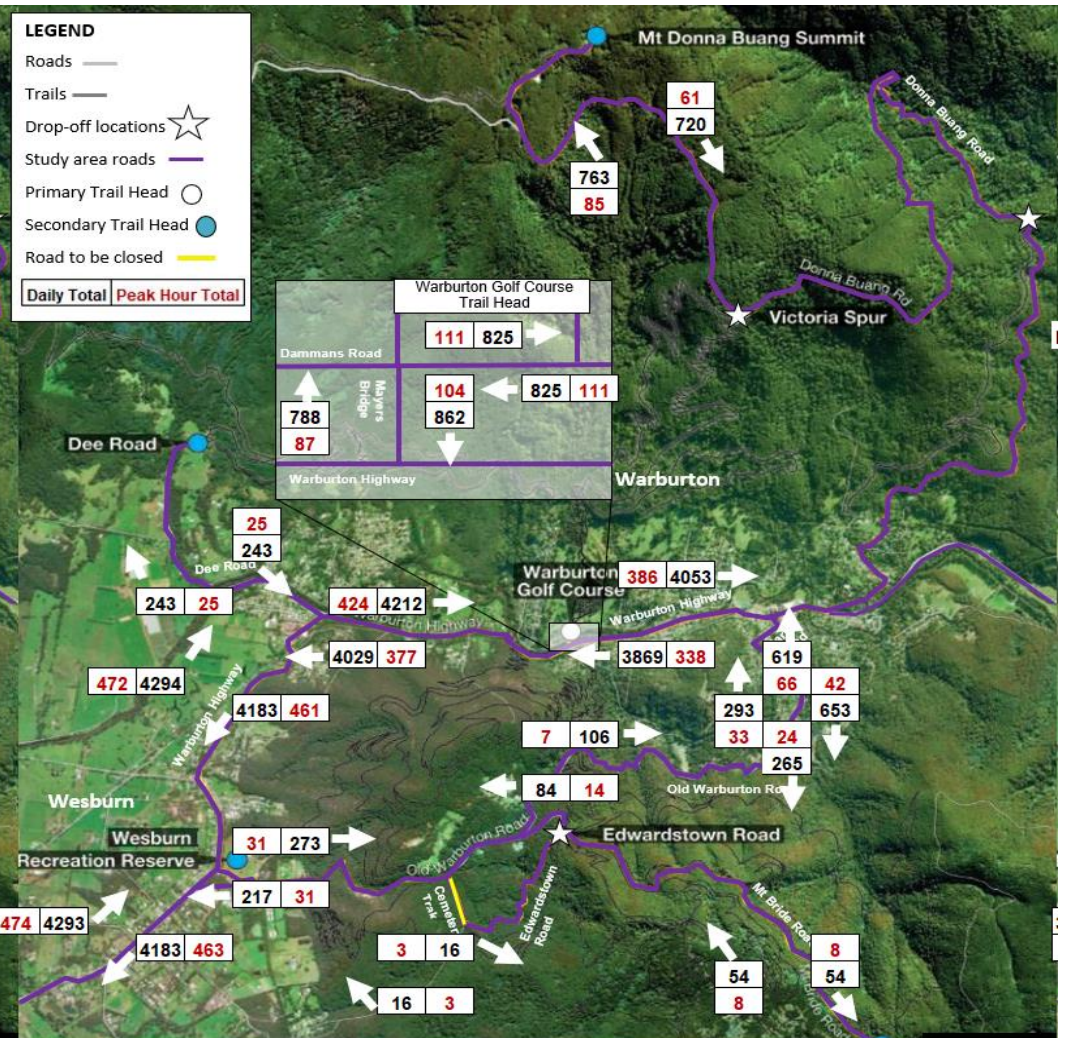 LEGEND
Roads
Trails
Drop-off locations
Study area roads
Primary Trail Head
Secondary Trail Head
Road to be closed
Daily Total Peak Hour Total
Mt Donna Buang Summit
61
720
763
85
Donna Buang Road
Donna Buang Rd
Victoria Spur
Warburton Golf Course
Trail Head
111 825
Dammans Road
Mayers
Bridge
104
862
825 111
788
87
Warburton Highway
Warburton
Dee Road
25
243
Dee Road
243 25
424 4212
Warburton Highway
Warburton
Golf Course
386 4053
Warburton Highway
4029 377
3869 338
472 4294
Warburton Highway
4183 461
619
66
42
653
293
33
24
265
7 106
84 14
Old Warburton Ro
Wesburn
Wesburn
Recreation Reserve
31 273
Old Warburton Road
Edwardstown Road
217 31
Cemeter
Trak
Edwardstown
Road
Mt Bride Roa
474 4293
4183 463
3 16
16 3
54
8
8
54
Bride Road